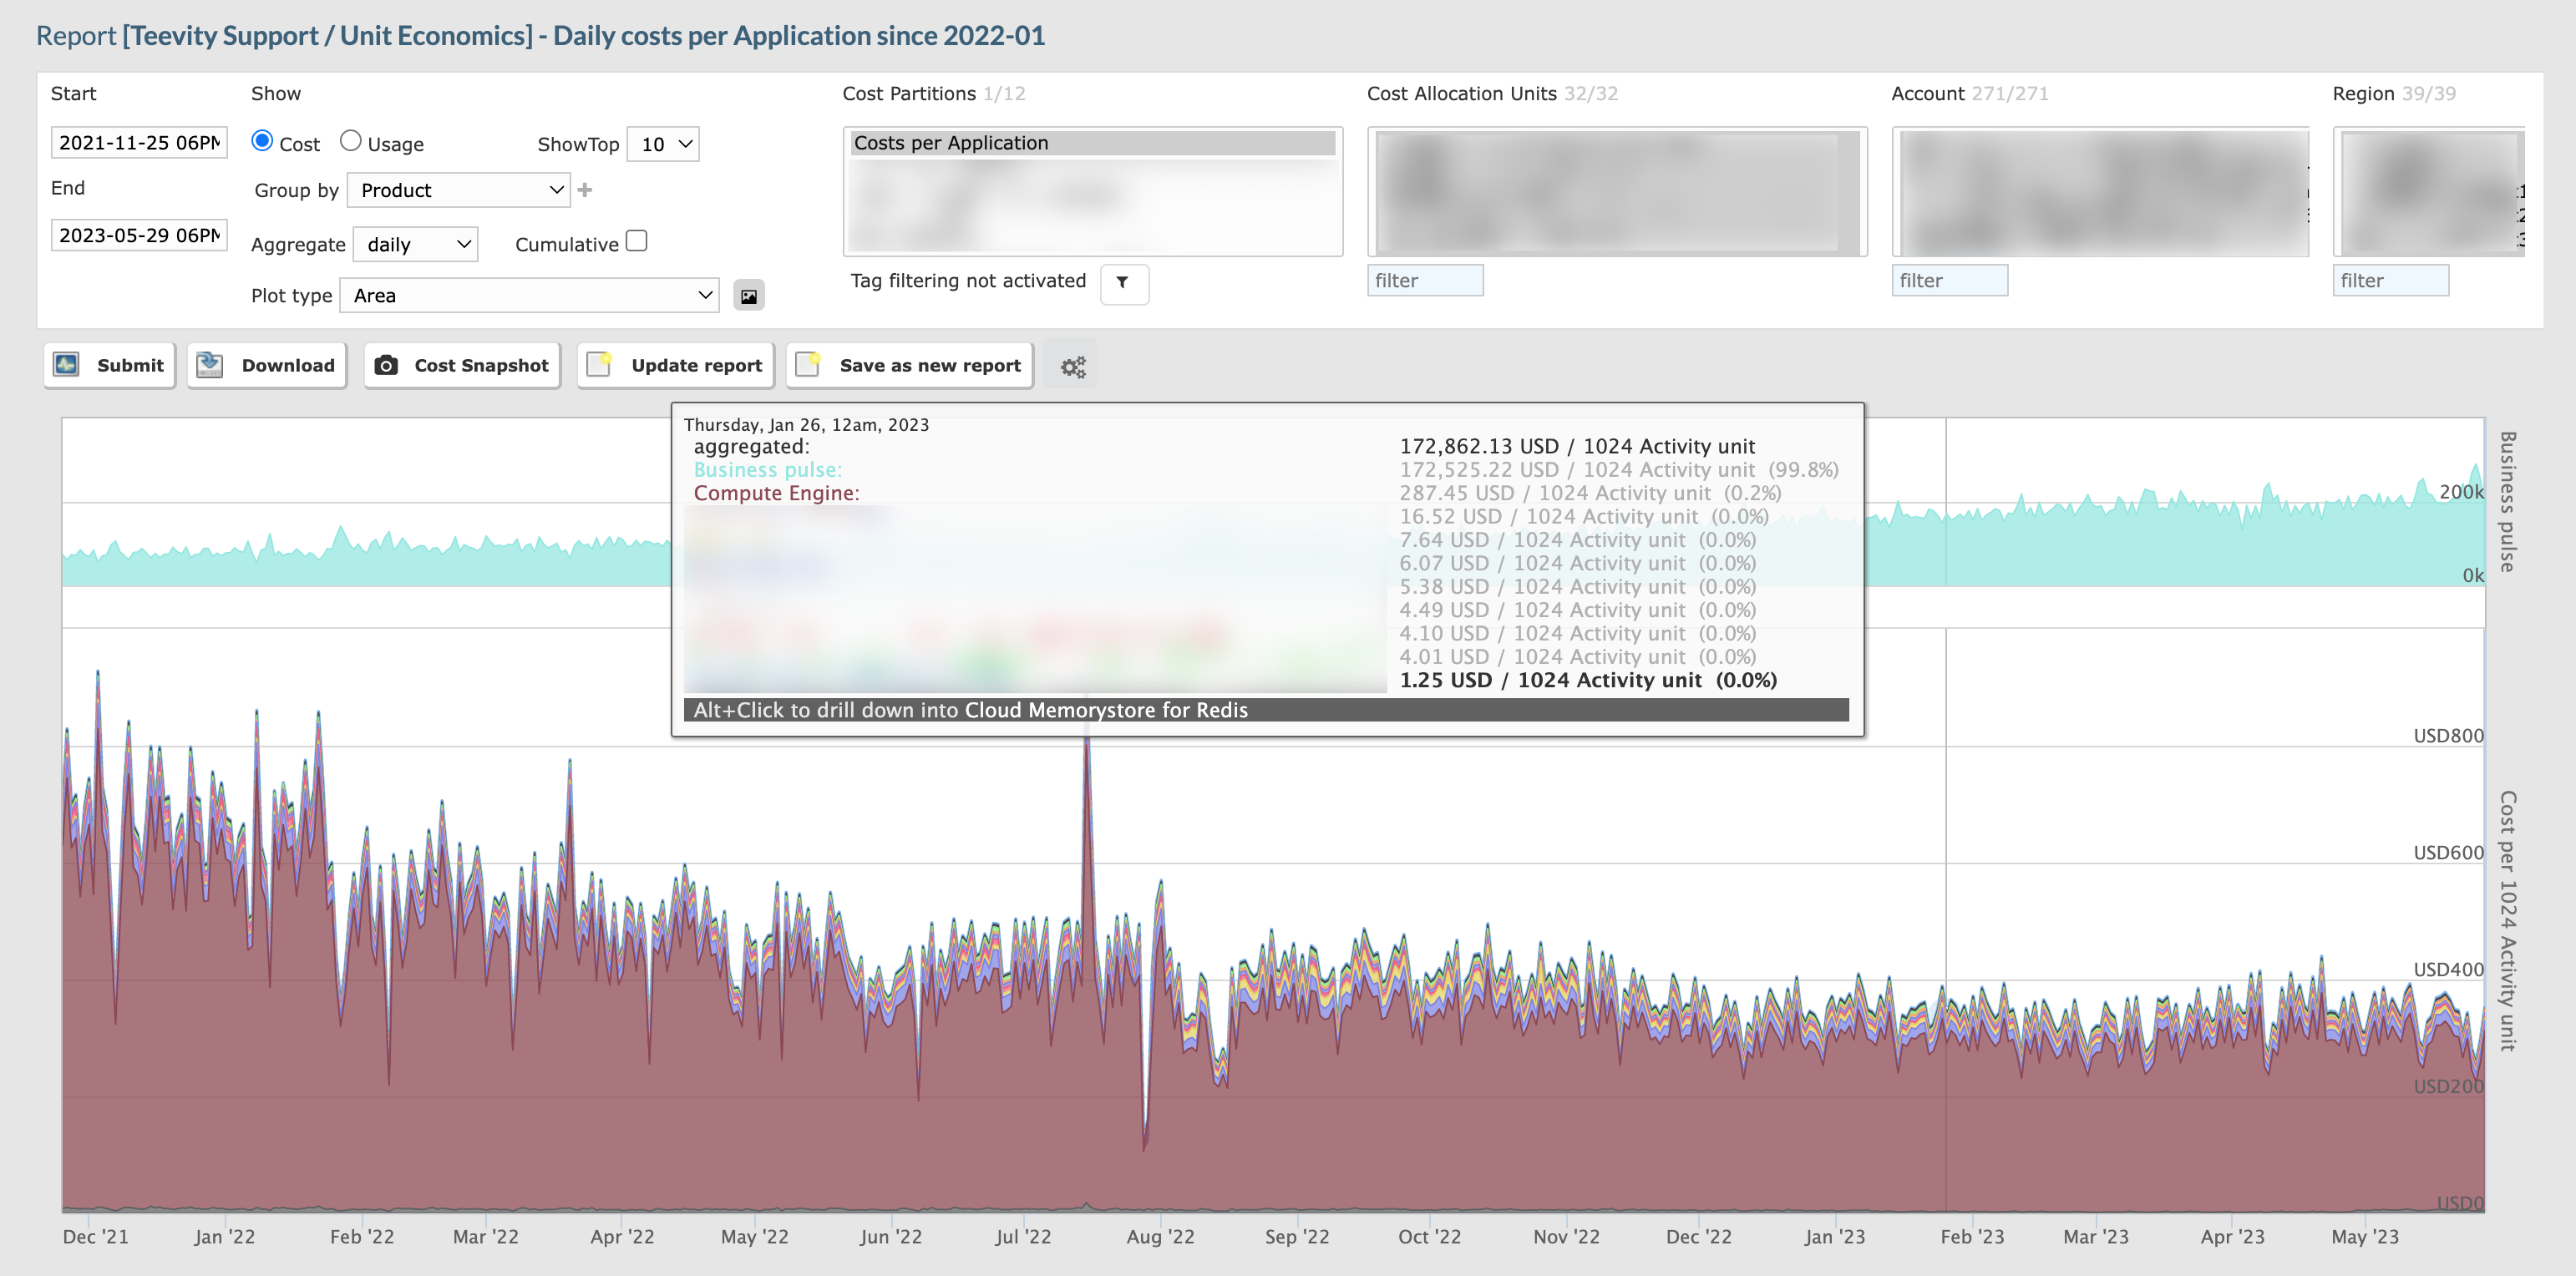 Report [Teevity Support / Unit Economics] - Daily costs per Application since 2022-01
Start
Show
Cost Partitions 1/12
Cost Allocation Units 32/32
Account 271/271
Region 39/39
2021-11-25 06PM
Cost
Usage
ShowTop
10
Costs per Application
End
Group by
Product
+
2023-05-29 06PM
Aggregate
daily
Cumulative
Tag filtering not activated
filter
filter
filter
Plot type
Area
Submit
Download
Cost Snapshot
Update report
Save as new report
Thursday, Jan 26, 12am, 2023
aggregated: 172,862.13 USD / 1024 Activity unit
Business pulse: 172,525.22 USD / 1024 Activity unit (99.8%)
Compute Engine: 287.45 USD / 1024 Activity unit (0.2%)
16.52 USD / 1024 Activity unit (0.0%)
7.64 USD / 1024 Activity unit (0.0%)
6.07 USD / 1024 Activity unit (0.0%)
5.38 USD / 1024 Activity unit (0.0%)
4.49 USD / 1024 Activity unit (0.0%)
4.10 USD / 1024 Activity unit (0.0%)
4.01 USD / 1024 Activity unit (0.0%)
1.25 USD / 1024 Activity unit (0.0%)
Alt+Click to drill down into Cloud Memorystore for Redis
200k
0k
Business pulse
USD800
USD600
USD400
USD200
USD0
Cost per 1024 Activity unit
Dec '21
Jan '22
Feb '22
Mar '22
Apr '22
May '22
Jun '22
Jul '22
Aug '22
Sep '22
Oct '22
Nov '22
Dec '22
Jan '23
Feb '23
Mar '23
Apr '23
May '23